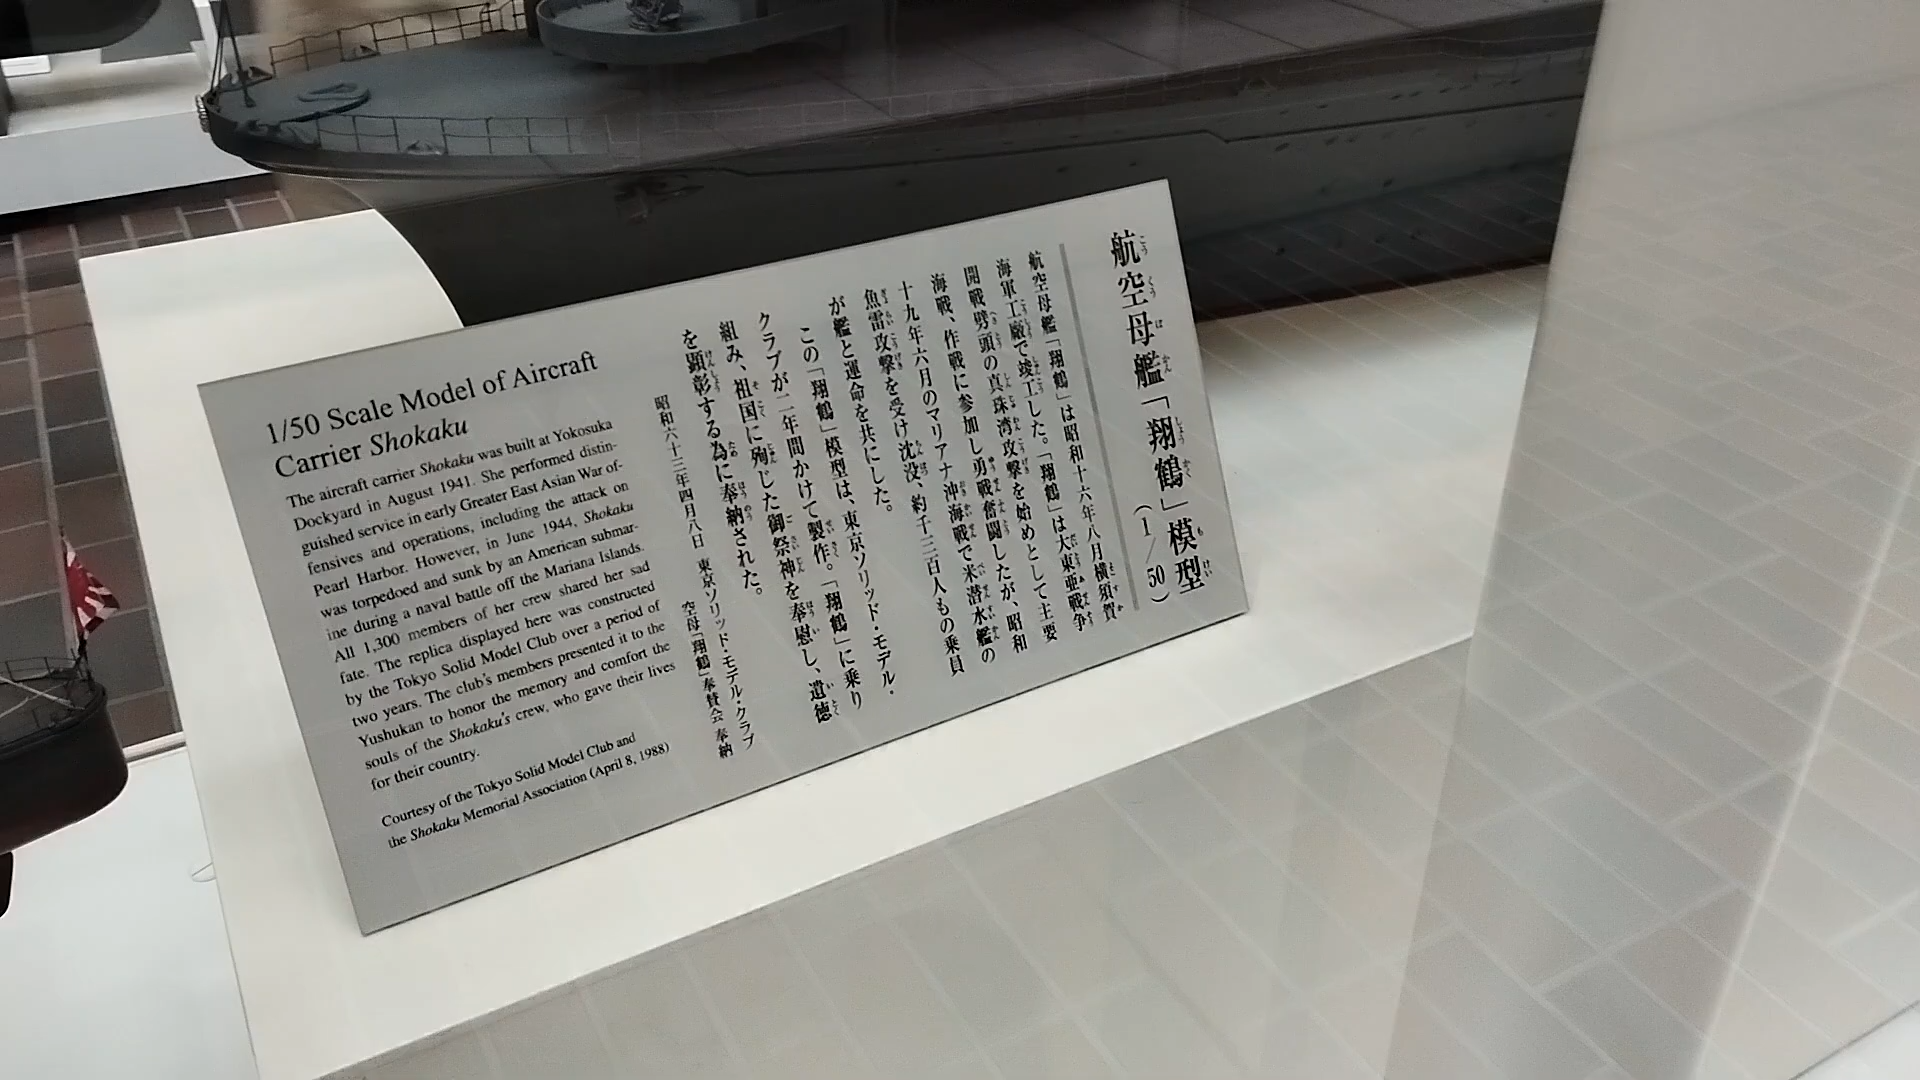 1/50 Scale Model of Aircraft
Carrier Shokaku
The aircraft carrier Shokaku was built at Yokosuka
Dockyard in August 1941. She performed distin-
guished service in early Greater East Asian War of-
fensives and operations, including the attack on
Pearl Harbor. However, in June 1944, Shokaku
was torpedoed and sunk by an American submar-
ine during a naval battle off the Mariana Islands.
All 1,300 members of her crew shared her sad
fate. The replica displayed here was constructed
by the Tokyo Solid Model Club over a period of
two years. The club's members presented it to the
Yushukan to honor the memory and comfort the
souls of the Shokaku's crew, who gave their lives
for their country.
Courtesy of the Tokyo Solid Model Club and
the Shokaku Memorial Association (April 8, 1988)
航空母艦「翔鶴」模型
(1/50)
航空母艦「翔鶴」は昭和十六年八月横須賀
海軍工廠で竣工した。「翔鶴」は大東亜戦争
開戦劈頭の真珠湾攻撃を始めとして主要
海戦、作戦に参加し勇戦奮闘したが、昭和
十九年六月のマリアナ沖海戦で米潜水艦の
魚雷攻撃を受け沈没、約千三百人もの乗員
が艦と運命を共にした。
この「翔鶴」模型は、東京ソリッド・モデル・
クラブが二年間かけて製作。「翔鶴」に乗り
組み、祖国に殉じた御祭神を奉慰し、遺徳
を顕彰する為に奉納された。
昭和六十三年四月八日 東京ソリッド・モデル・クラブ
空母「翔鶴」奉賛会 奉納